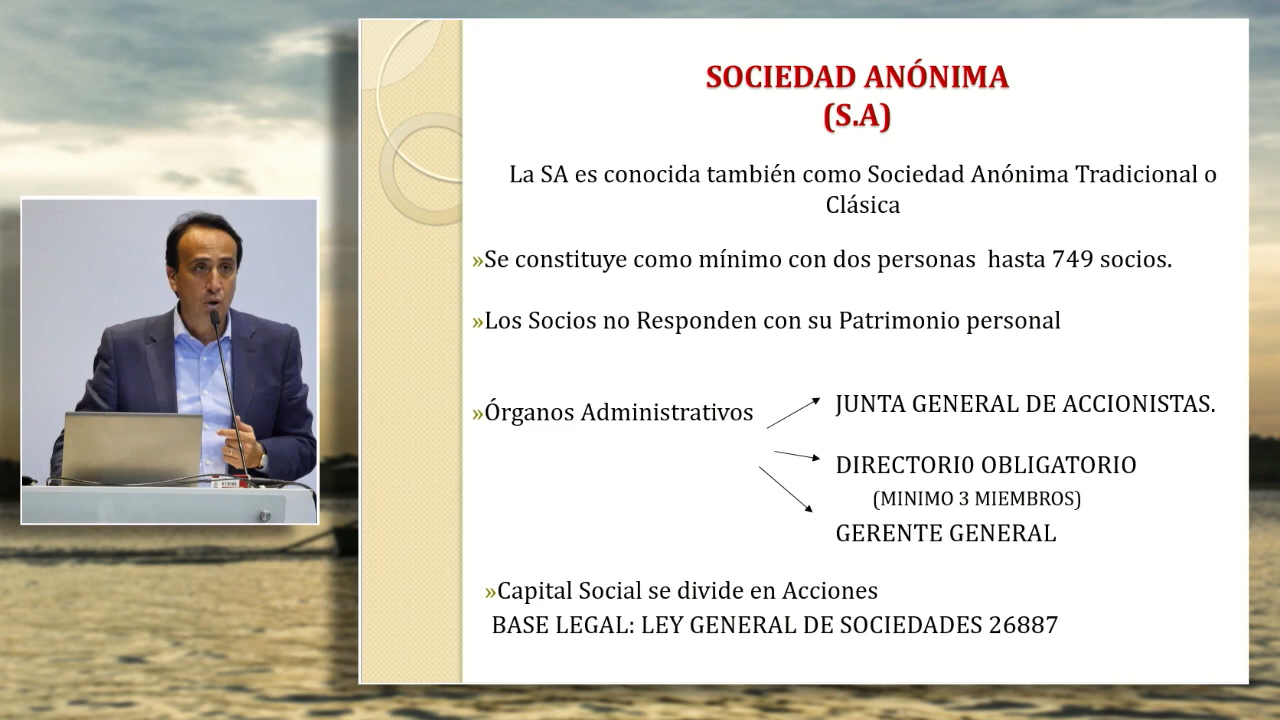 SOCIEDAD ANÓNIMA
(S.A)
La SA es conocida también como Sociedad Anónima Tradicional o
Clásica
»Se constituye como mínimo con dos personas hasta 749 socios.
»Los Socios no Responden con su Patrimonio personal
»Órganos Administrativos
JUNTA GENERAL DE ACCIONISTAS.
DIRECTORI0 OBLIGATORIO
(MINIMO 3 MIEMBROS)
GERENTE GENERAL
»Capital Social se divide en Acciones
BASE LEGAL: LEY GENERAL DE SOCIEDADES 26887